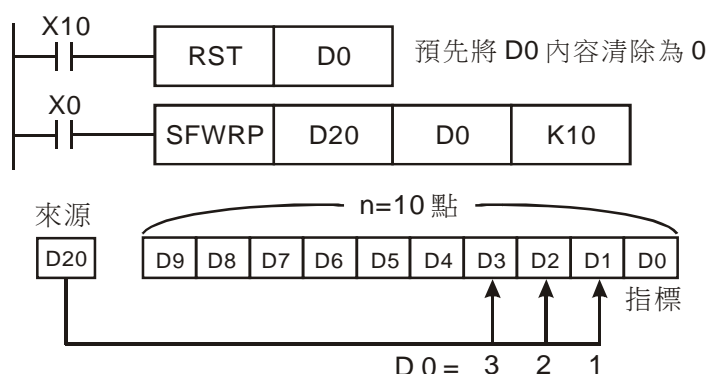 X10
RST D0 預先將 D0 內容清除為 0
X0
SFWRP D20 D0 K10
來源 n=10 點
D20 D9 D8 D7 D6 D5 D4 D3 D2 D1 D0
指標
D0= 3 2 1